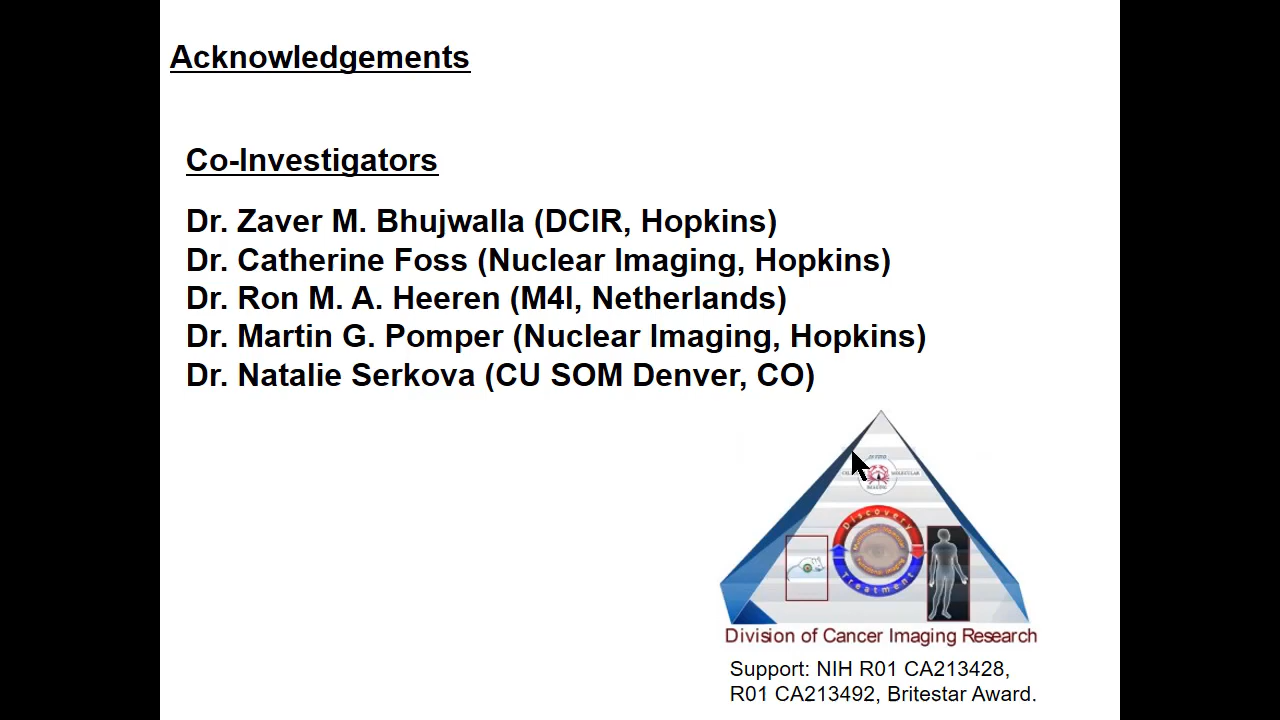 Acknowledgements
Co-Investigators
Dr. Zaver M. Bhujwalla (DCIR, Hopkins)
Dr. Catherine Foss (Nuclear Imaging, Hopkins)
Dr. Ron M. A. Heeren (M4I, Netherlands)
Dr. Martin G. Pomper (Nuclear Imaging, Hopkins)
Dr. Natalie Serkova (CU SOM Denver, CO)
MOLECULAR
IMAGING
Discovery
Treatment
Division of Cancer Imaging Research
Support: NIH R01 CA213428,
R01 CA213492, Britestar Award.